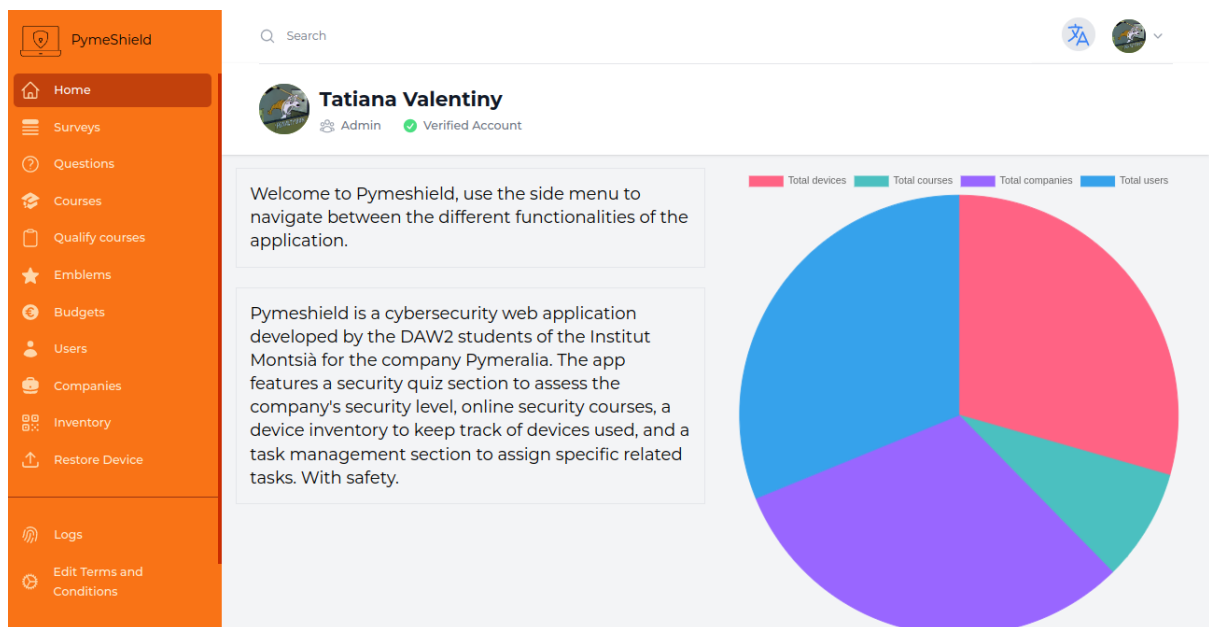 PymeShield
Search
Home
Surveys
Questions
Courses
Qualify courses
Emblems
Budgets
Users
Companies
Inventory
Restore Device
Logs
Edit Terms and
Conditions
Tatiana Valentiny
Admin
Verified Account
Welcome to Pymeshield, use the side menu to
navigate between the different functionalities of the
application.
Pymeshield is a cybersecurity web application
developed by the DAW2 students of the Institut
Montsià for the company Pymeralia. The app
features a security quiz section to assess the
company's security level, online security courses, a
device inventory to keep track of devices used, and a
task management section to assign specific related
tasks. With safety.
Total devices
Total courses
Total companies
Total users